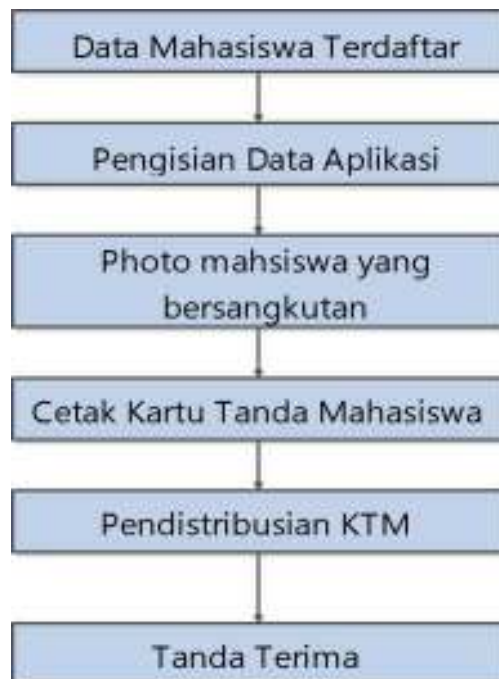 Data Mahasiswa Terdaftar
Pengisian Data Aplikasi
Photo mahsiswa yang
bersangkutan
Cetak Kartu Tanda Mahasiswa
Pendistribusian KTM
Tanda Terima